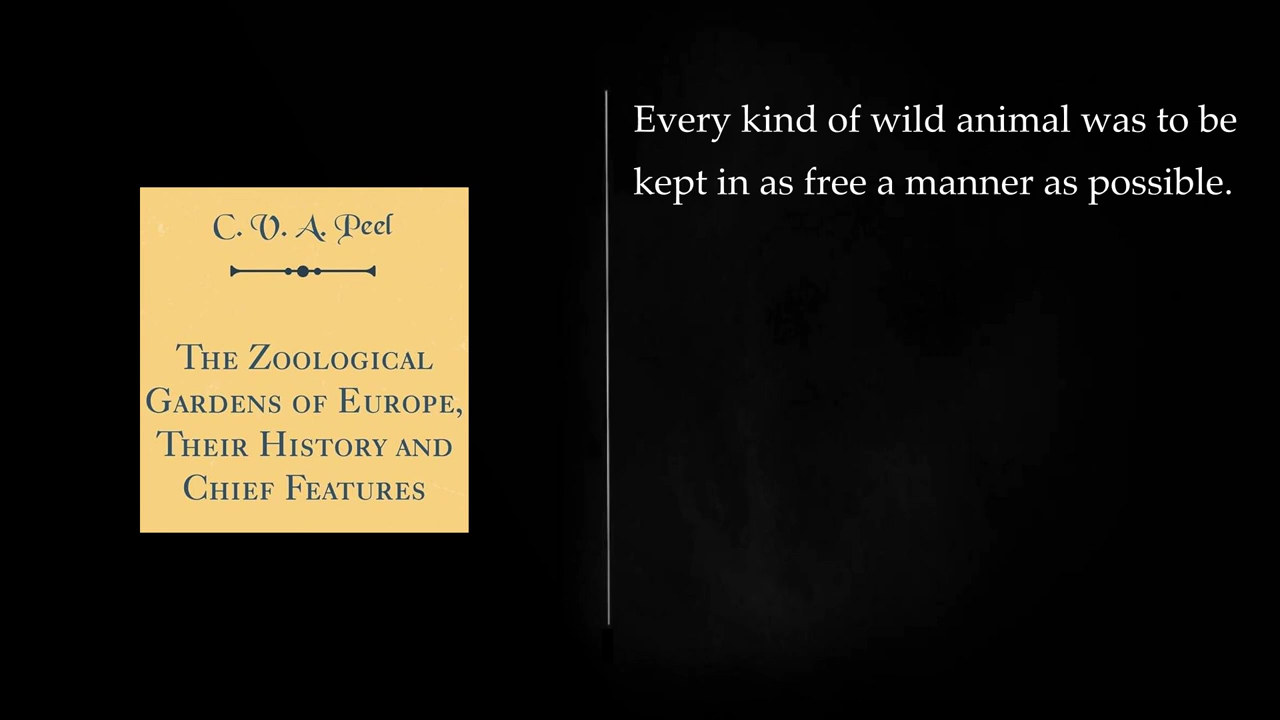 C. V. A. Peel
The Zoological
Gardens of Europe,
Their History and
Chief Features
Every kind of wild animal was to be
kept in as free a manner as possible.